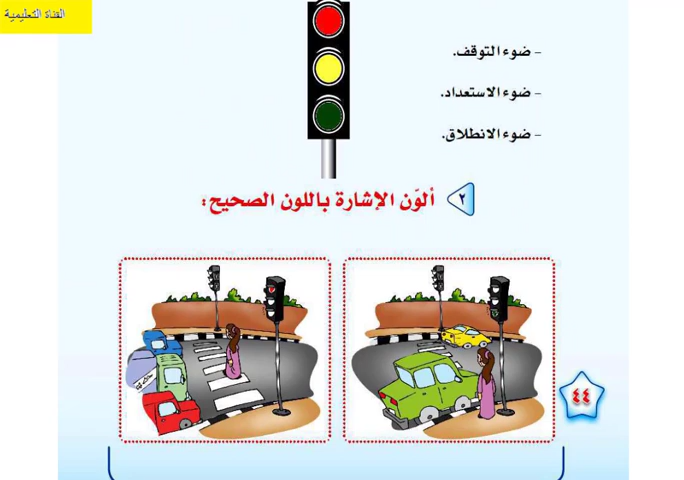 القناة التعليمية
- ضوء التوقف.
- ضوء الاستعداد.
- ضوء الانطلاق.
٢ ألوّن الإشارة باللون الصحيح:
٤٤